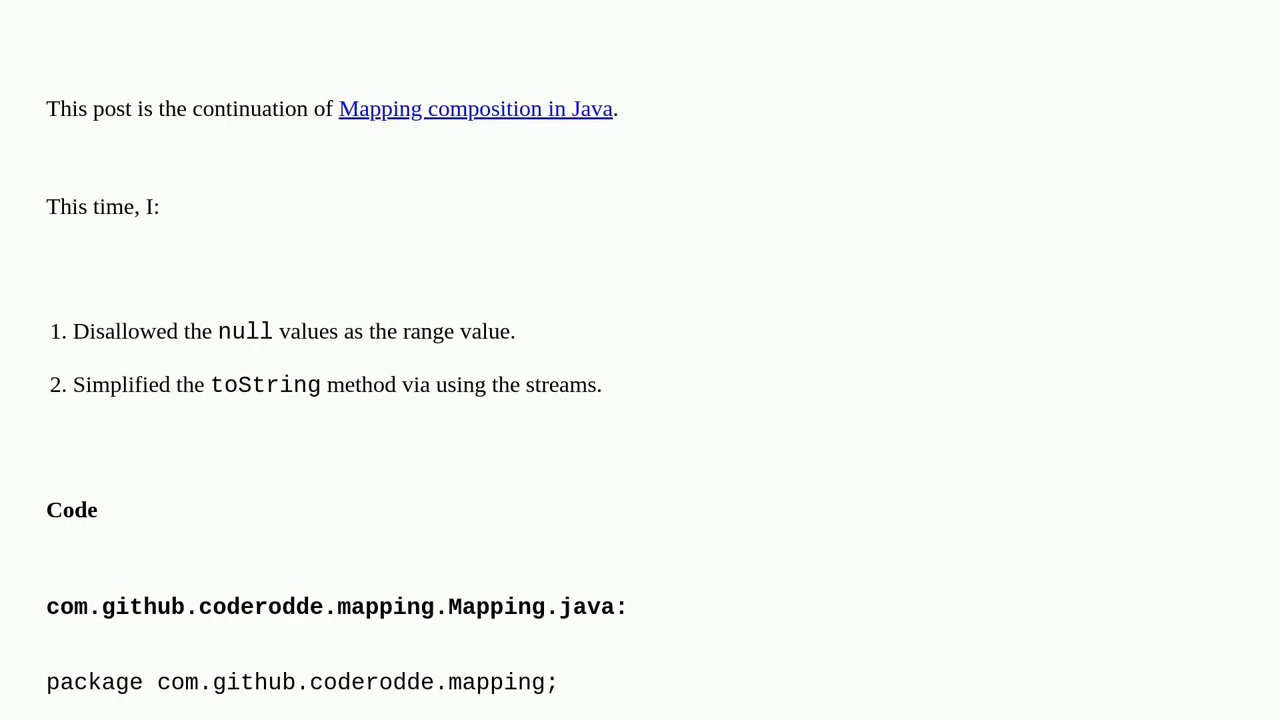 This post is the continuation of Mapping composition in Java.
This time, I:
1. Disallowed the null values as the range value.
2. Simplified the toString method via using the streams.
Code
com.github.coderodde.mapping.Mapping.java:
package com.github.coderodde.mapping;